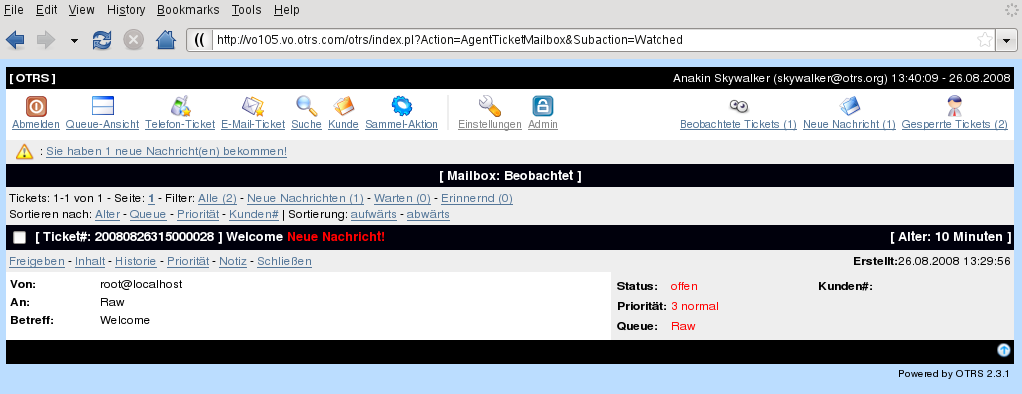 File Edit View History Bookmarks Tools Help
http://vo105.vo.otrs.com/otrs/index.pl?Action=AgentTicketMailbox&Subaction=Watched
[ OTRS ] Anakin Skywalker (skywalker@otrs.org) 13:40:09 - 26.08.2008
Abmelden Queue-Ansicht Telefon-Ticket E-Mail-Ticket Suche Kunde Sammel-Aktion Einstellungen Admin Beobachtete Tickets (1) Neue Nachricht (1) Gesperrte Tickets (2)
: Sie haben 1 neue Nachricht(en) bekommen!
[ Mailbox: Beobachtet ]
Tickets: 1-1 von 1 - Seite: 1 - Filter: Alle (2) - Neue Nachrichten (1) - Warten (0) - Erinnernd (0)
Sortieren nach: Alter - Queue - Priorität - Kunden# | Sortierung: aufwärts - abwärts
[ Ticket#: 20080826315000028 ] Welcome Neue Nachricht! [ Alter: 10 Minuten ]
Freigeben - Inhalt - Historie - Priorität - Notiz - Schließen Erstellt:26.08.2008 13:29:56
Von: root@localhost Status: offen Kunden#:
An: Raw Priorität: 3 normal
Betreff: Welcome Queue: Raw
Powered by OTRS 2.3.1